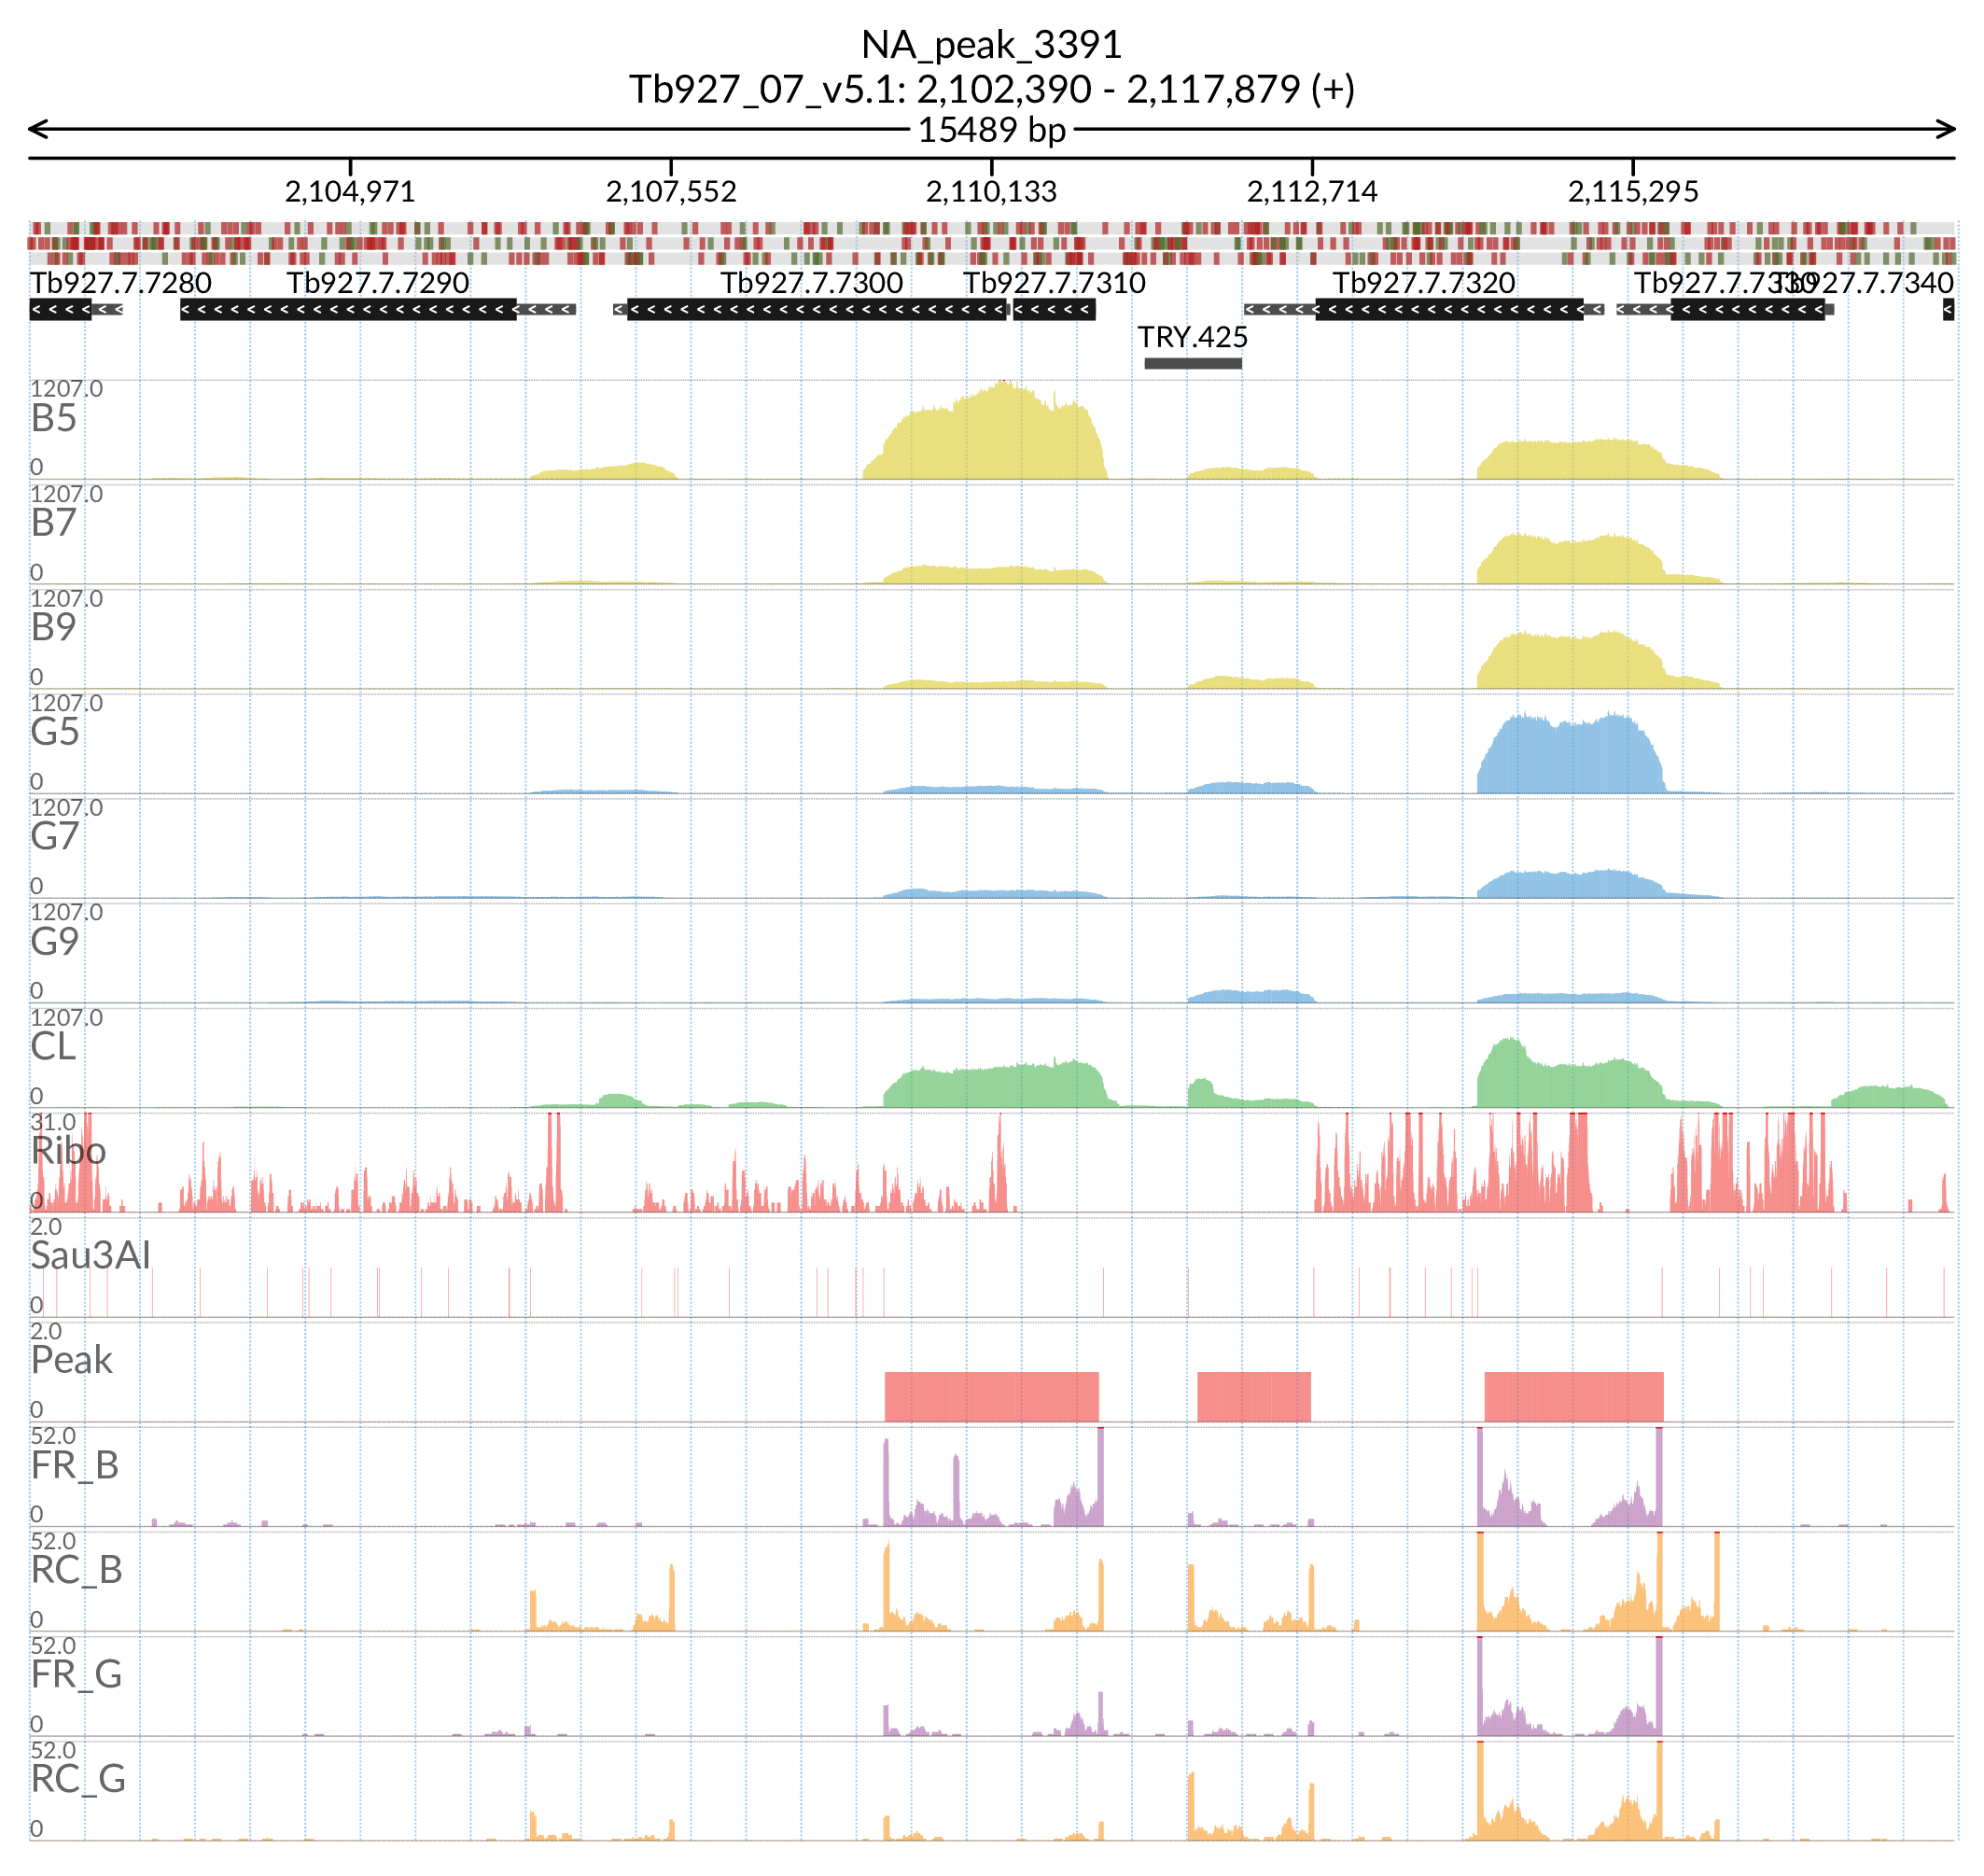 NA_peak_3391
Tb927_07_v5.1: 2,102,390 - 2,117,879 (+)
15489 bp
2,104,971 2,107,552 2,110,133 2,112,714 2,115,295
Tb927.7.7280 Tb927.7.7290 Tb927.7.7300 Tb927.7.7310 Tb927.7.7320 Tb927.7.7330 Tb927.7.7340
TRY.425
1207.0
B5
0
1207.0
B7
0
1207.0
B9
0
1207.0
G5
0
1207.0
G7
0
1207.0
G9
0
1207.0
CL
0
31.0
Ribo
0
2.0
Sau3AI
0
2.0
Peak
0
52.0
FR_B
0
52.0
RC_B
0
52.0
FR_G
0
52.0
RC_G
0